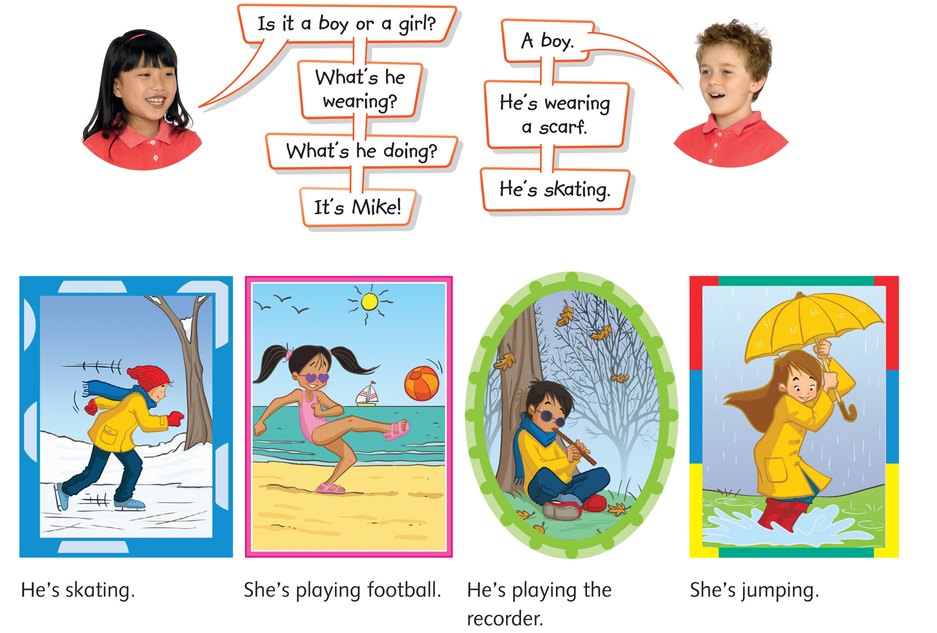 Is it a boy or a girl?
What's he
wearing?
What's he doing?
It's Mike!
A boy.
He's wearing
a scarf.
He's skating.
He's skating.
She's playing football.
He's playing the
recorder.
She's jumping.